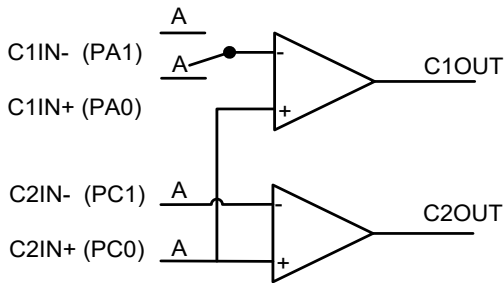 A
C1IN- (PA1) A - C1OUT
C1IN+ (PA0) +
C2IN- (PC1) A - C2OUT
C2IN+ (PC0) A +